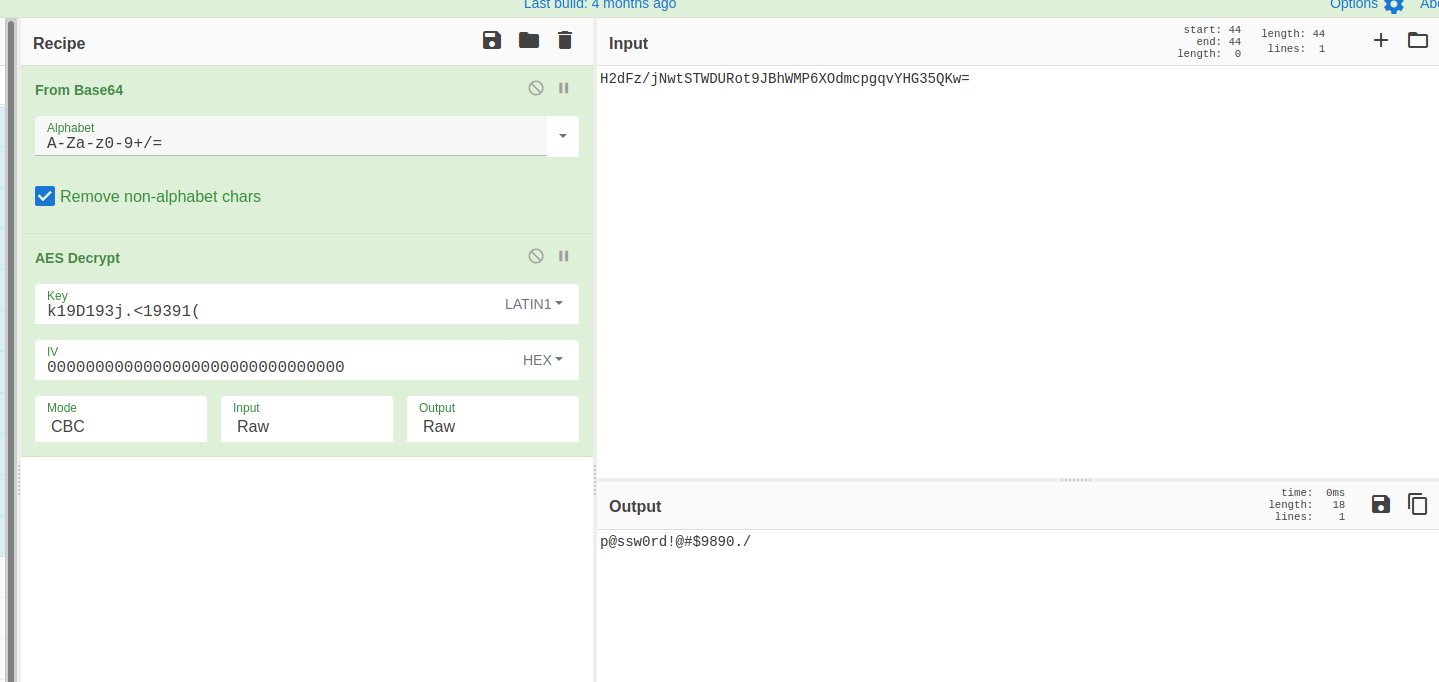 Last build: 4 months ago
Options
Recipe
From Base64
Alphabet
A-Za-z0-9+/=
Remove non-alphabet chars
AES Decrypt
Key
k19D193j.<19391(
LATIN1
IV
0000000000000000000000000000000
HEX
Mode
CBC
Input
Raw
Output
Raw
Input
start: 44
end: 44
length: 0
length: 44
lines: 1
H2dFz/jNwtSTWDURot9JBhWMP6XOdmcpgqvYHG35QKw=
Output
time: 0ms
length: 18
lines: 1
p@ssw0rd!@#$9890./